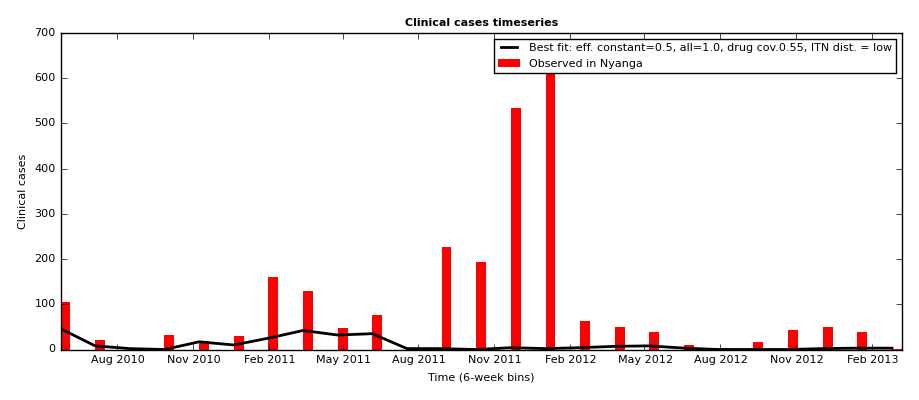 Clinical cases timeseries
Best fit: eff. constant=0.5, all=1.0, drug cov.0.55, ITN dist. = low
Observed in Nyanga
700
600
500
400
300
200
100
0
Clinical cases
Aug 2010 Nov 2010 Feb 2011 May 2011 Aug 2011 Nov 2011 Feb 2012 May 2012 Aug 2012 Nov 2012 Feb 2013
Time (6-week bins)